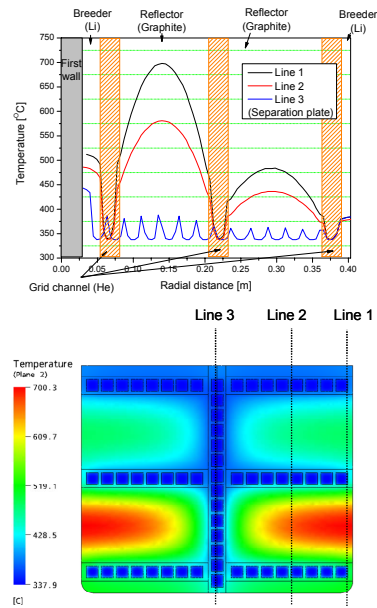 Breeder
(Li)
Reflector
(Graphite)
Reflector
(Graphite)
Breeder
(Li)
750
700
650
600
550
500
450
400
350
300
Temperature [°C]
First
wall
Line 1
Line 2
Line 3
(Separation plate)
0.00 0.05 0.10 0.15 0.20 0.25 0.30 0.35 0.40
Radial distance [m]
Grid channel (He)
Line 3 Line 2 Line 1
Temperature
(Plane 2)
700.3
609.7
519.1
428.5
337.9
[C]